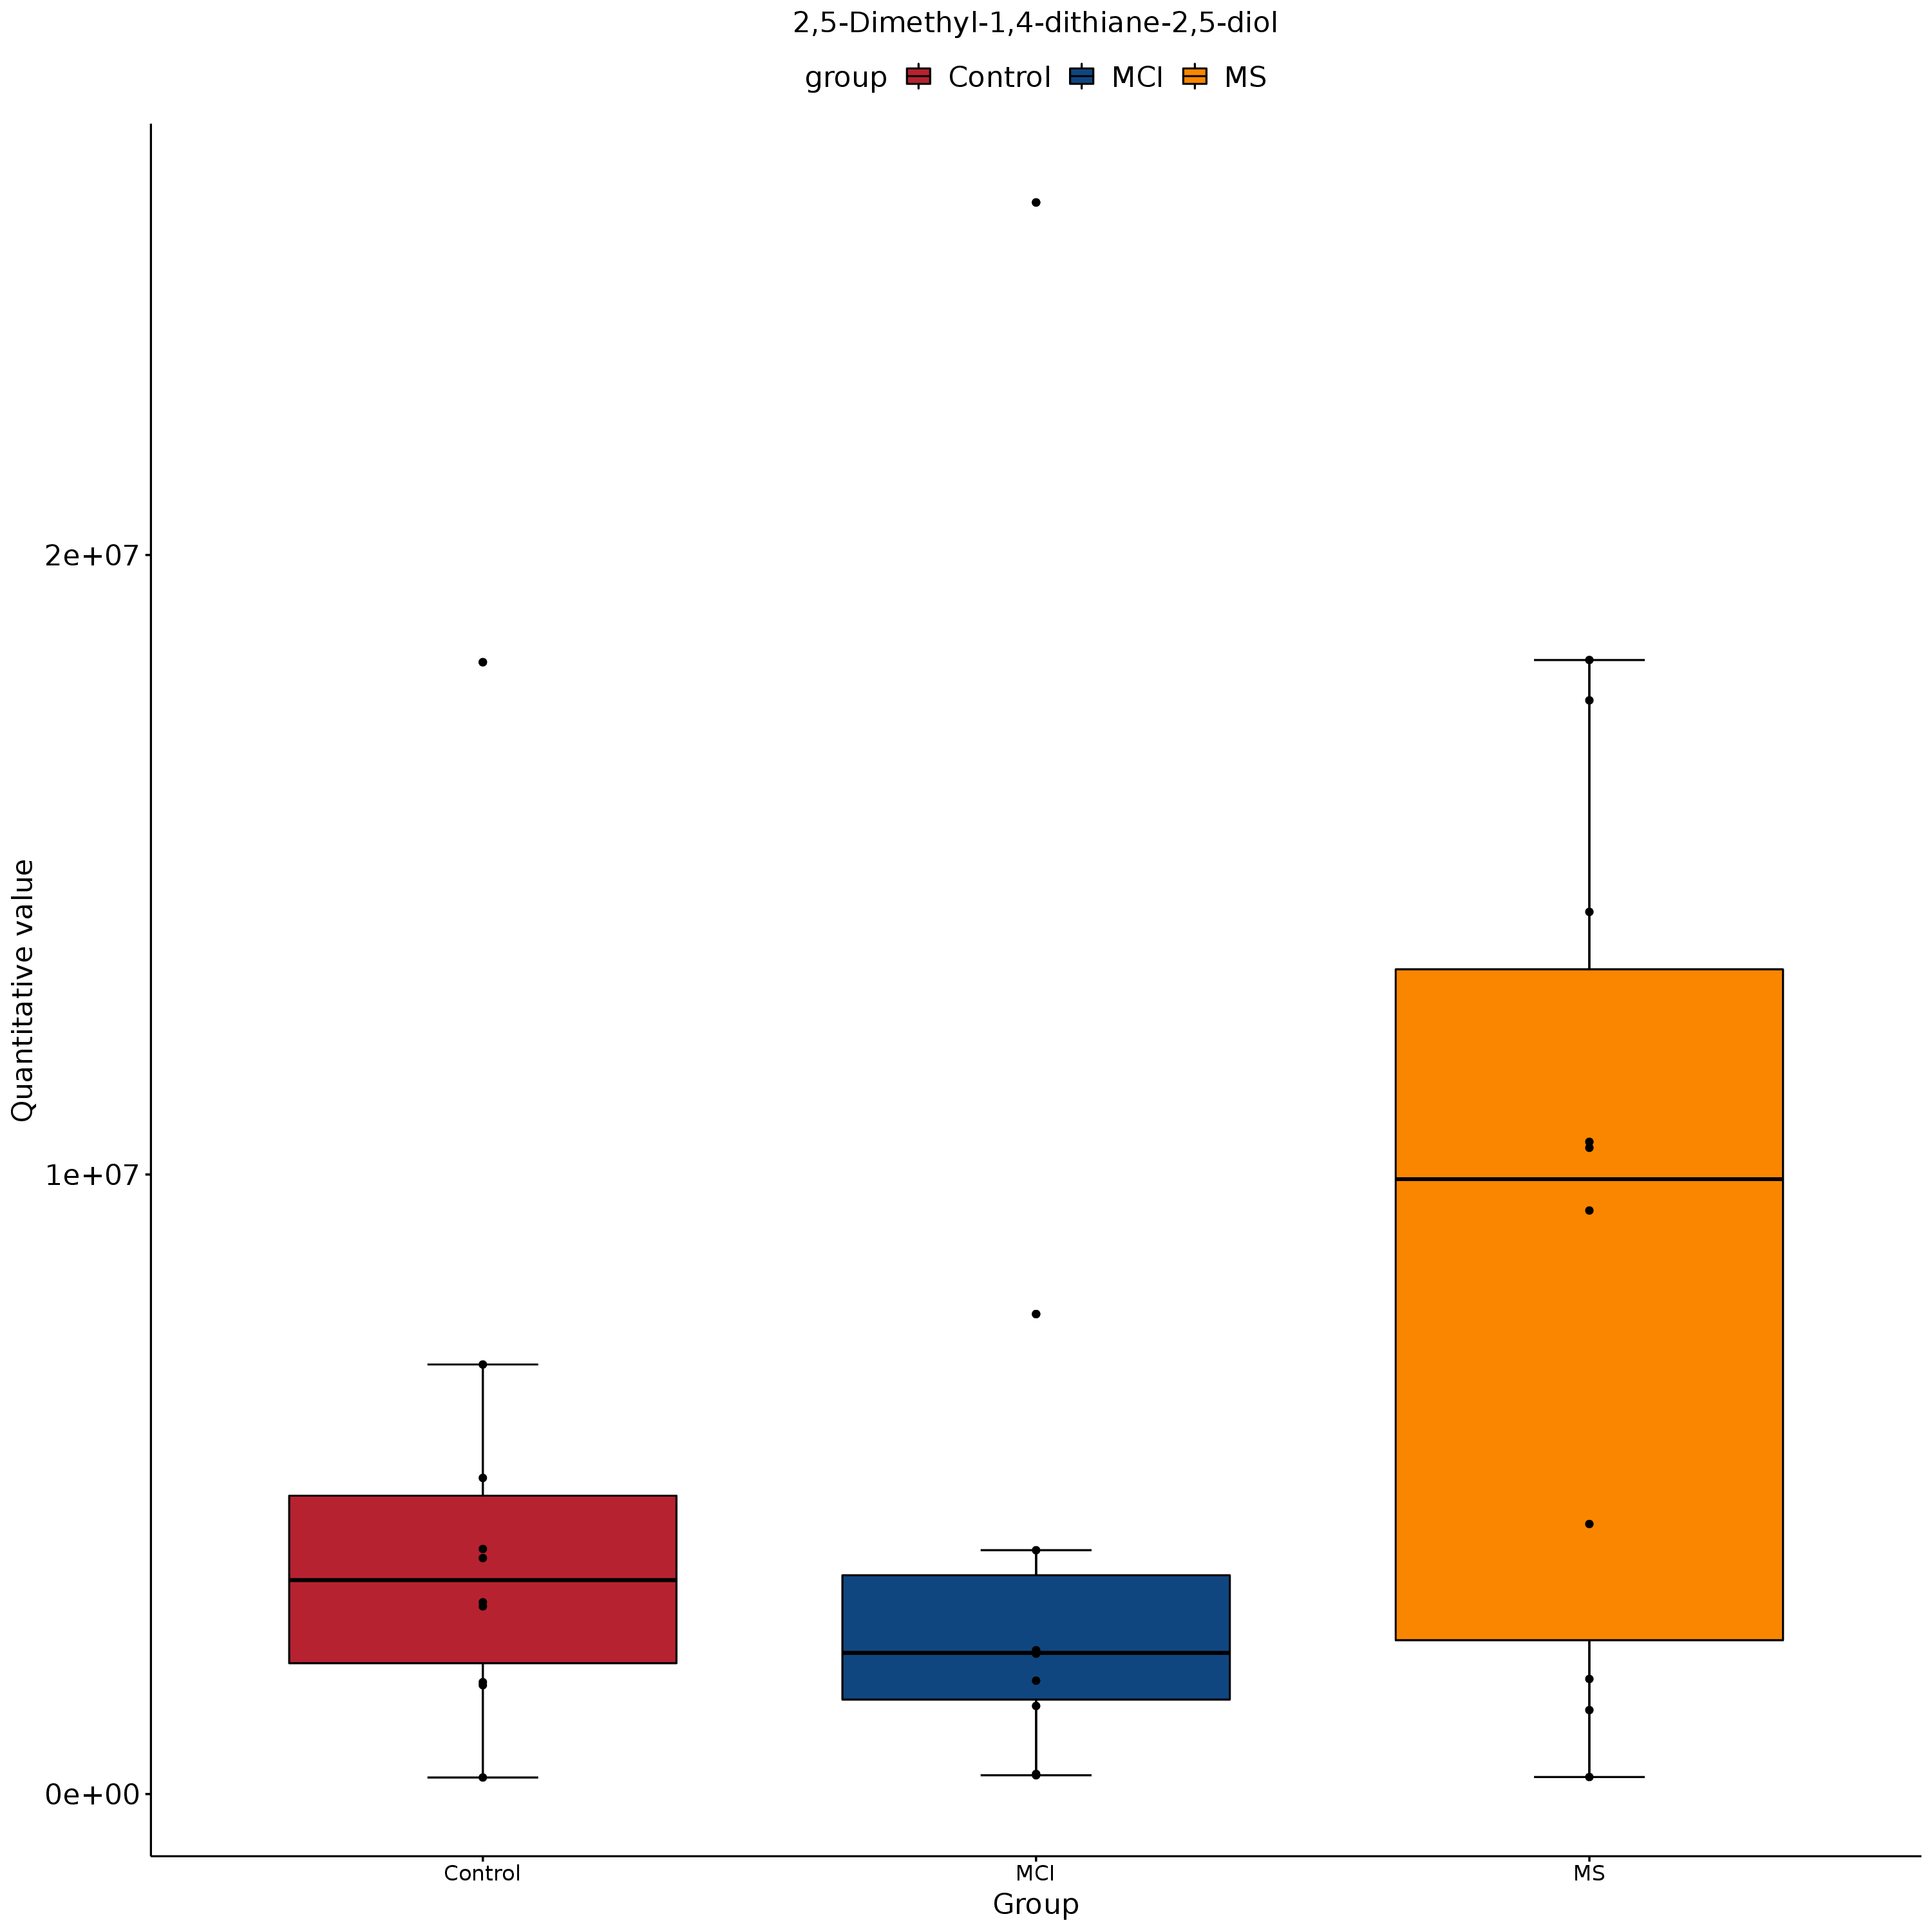 2,5-Dimethyl-1,4-dithiane-2,5-diol
group Control MCI MS
Quantitative value
2e+07
1e+07
0e+00
Control MCI MS
Group